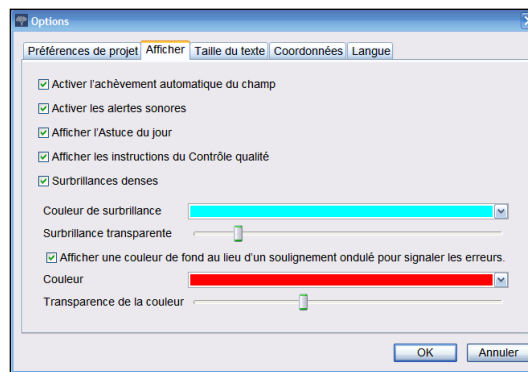 Options
Préférences de projet Afficher Taille du texte Coordonnées Langue
Activer l'achèvement automatique du champ
Activer les alertes sonores
Afficher l'Astuce du jour
Afficher les instructions du Contrôle qualité
Surbrillances denses
Couleur de surbrillance
Surbrillance transparente
Afficher une couleur de fond au lieu d'un soulignement ondulé pour signaler les erreurs.
Couleur
Transparence de la couleur
OK Annuler